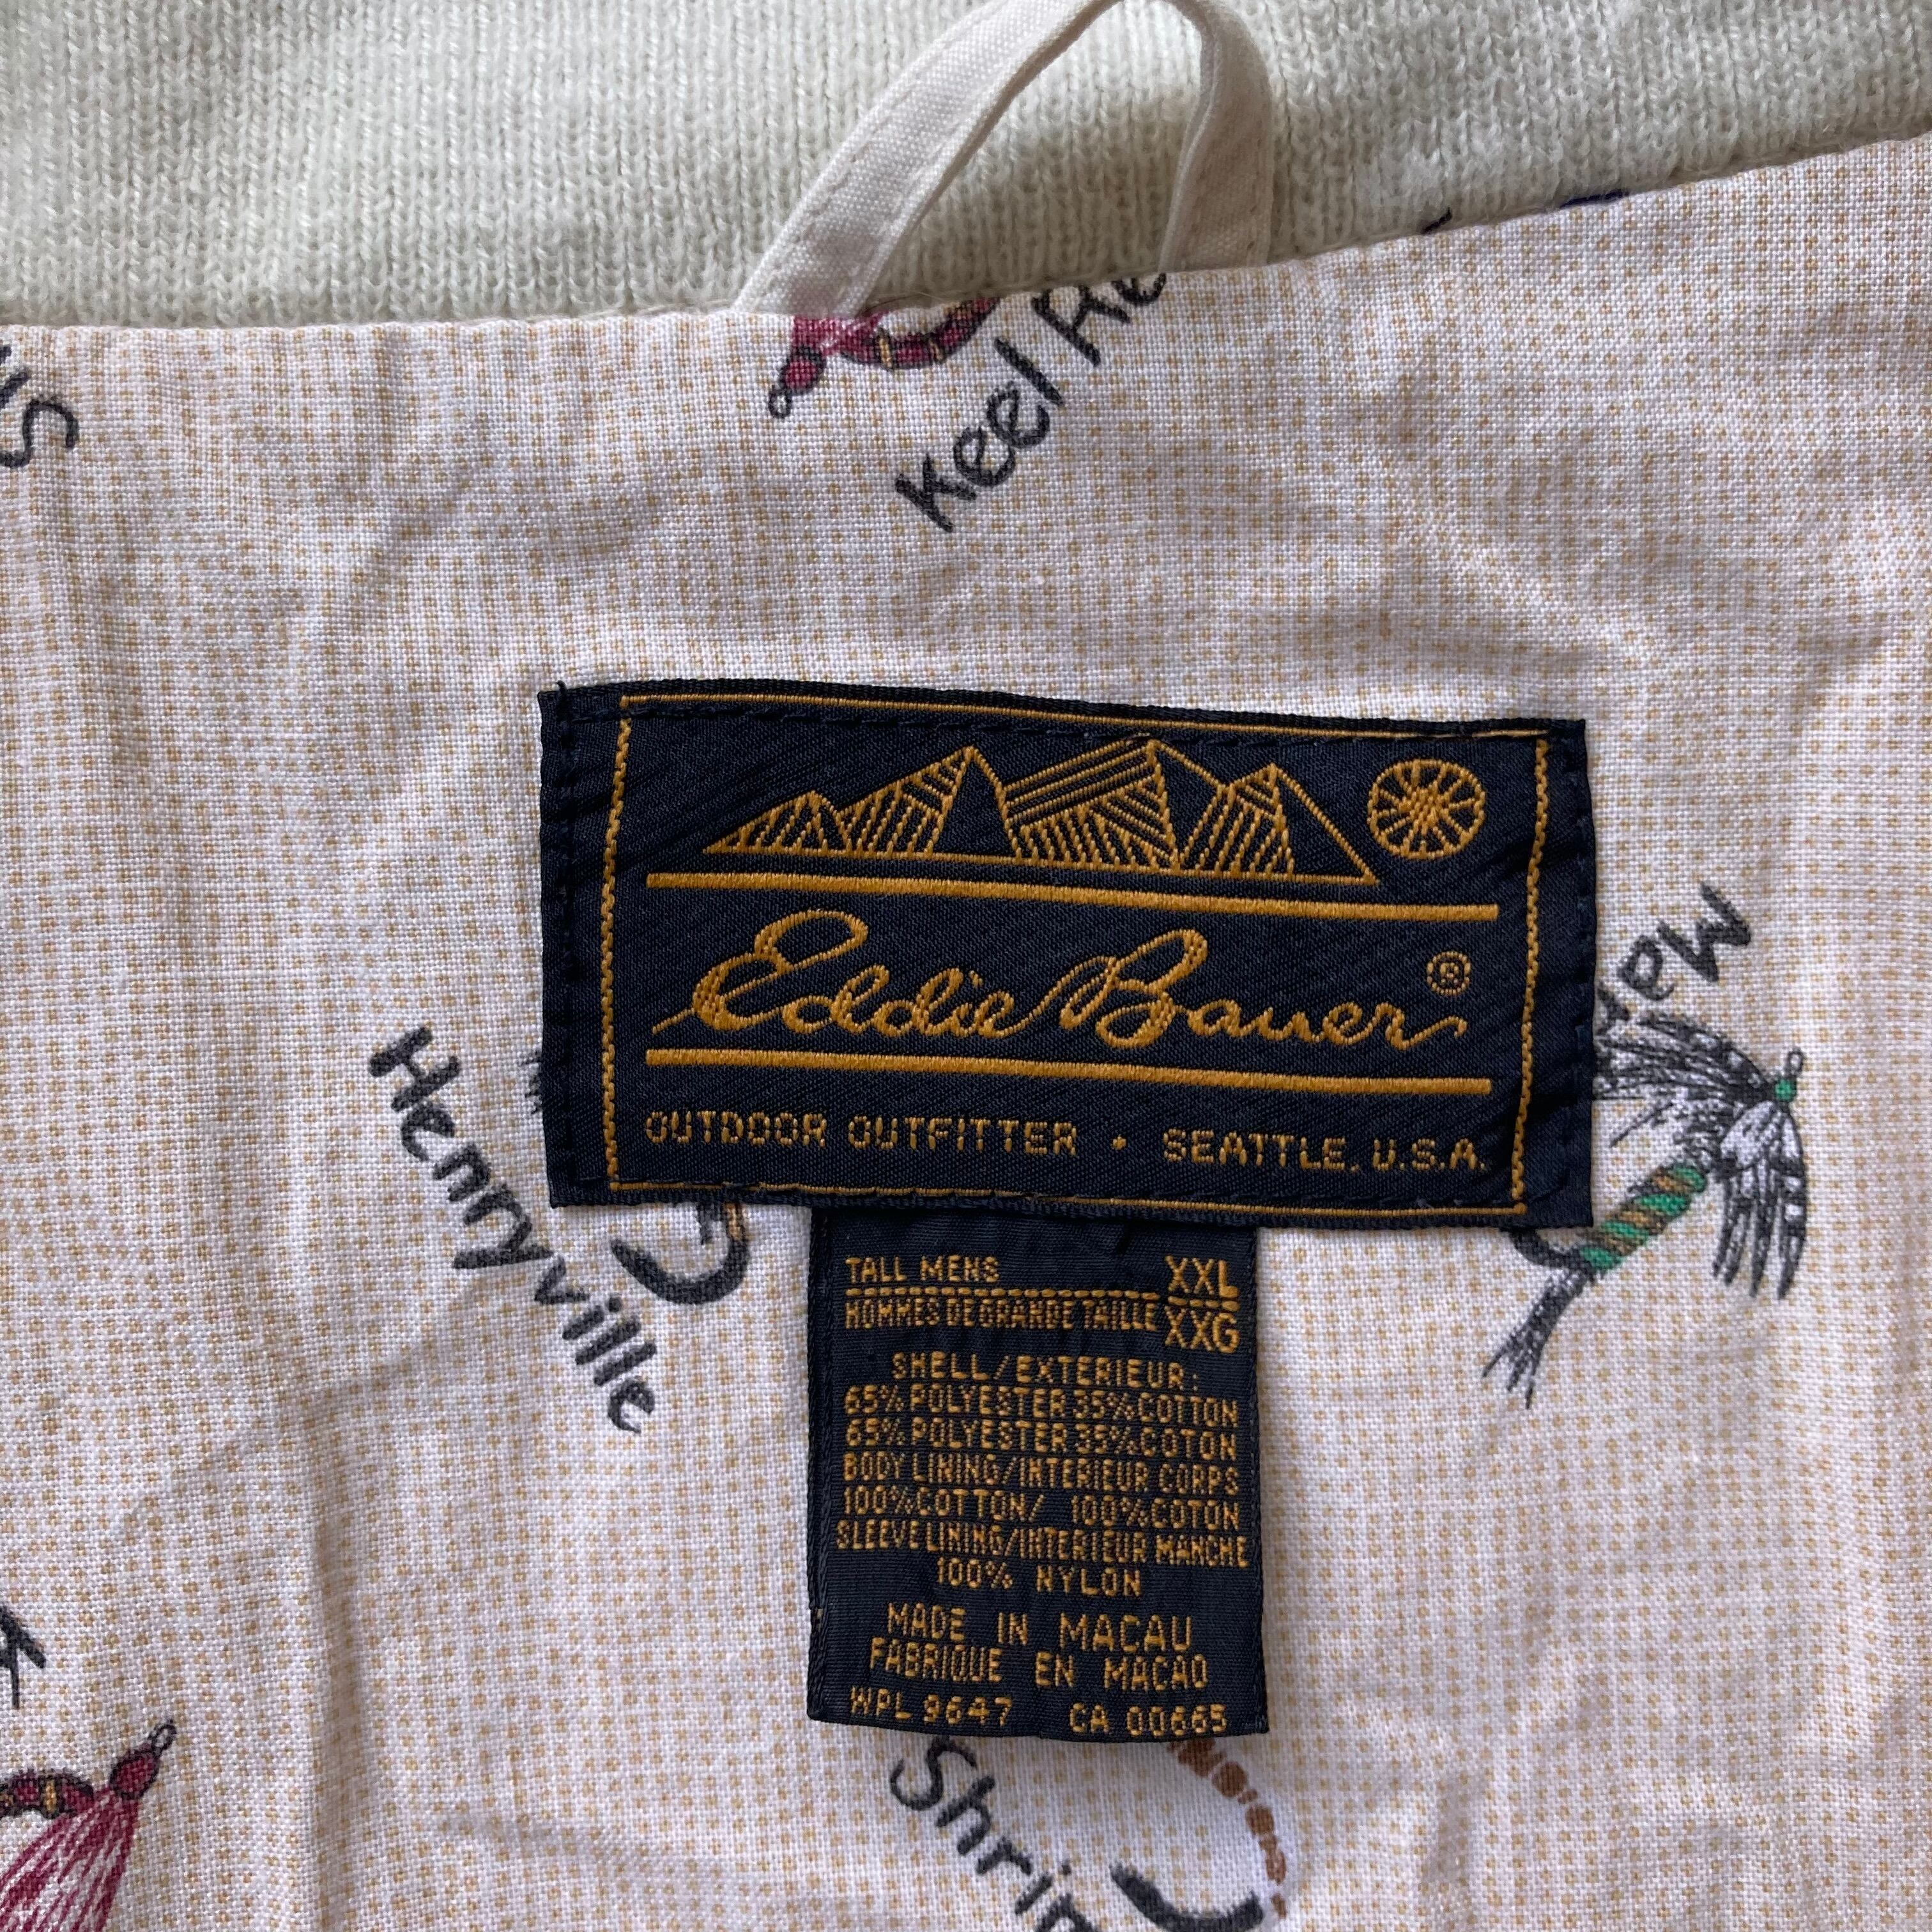 Keel
Eddie Bauer ®
OUTDOOR OUTFITTER • SEATTLE, U.S.A.
Henryville
TALL MENS XXL
HOMMES DE GRANDE TAILLE XXG
SHELL/EXTERIEUR:
65% POLYESTER 35% COTTON
65% POLYESTER 35% COTON
BODY LINING/INTERIEUR CORPS
100% COTTON/ 100% COTON
SLEEVE LINING/INTERIEUR MANCHE
100% NYLON
MADE IN MACAU
FABRIQUE EN MACAO
WPL 9647 CA 00665